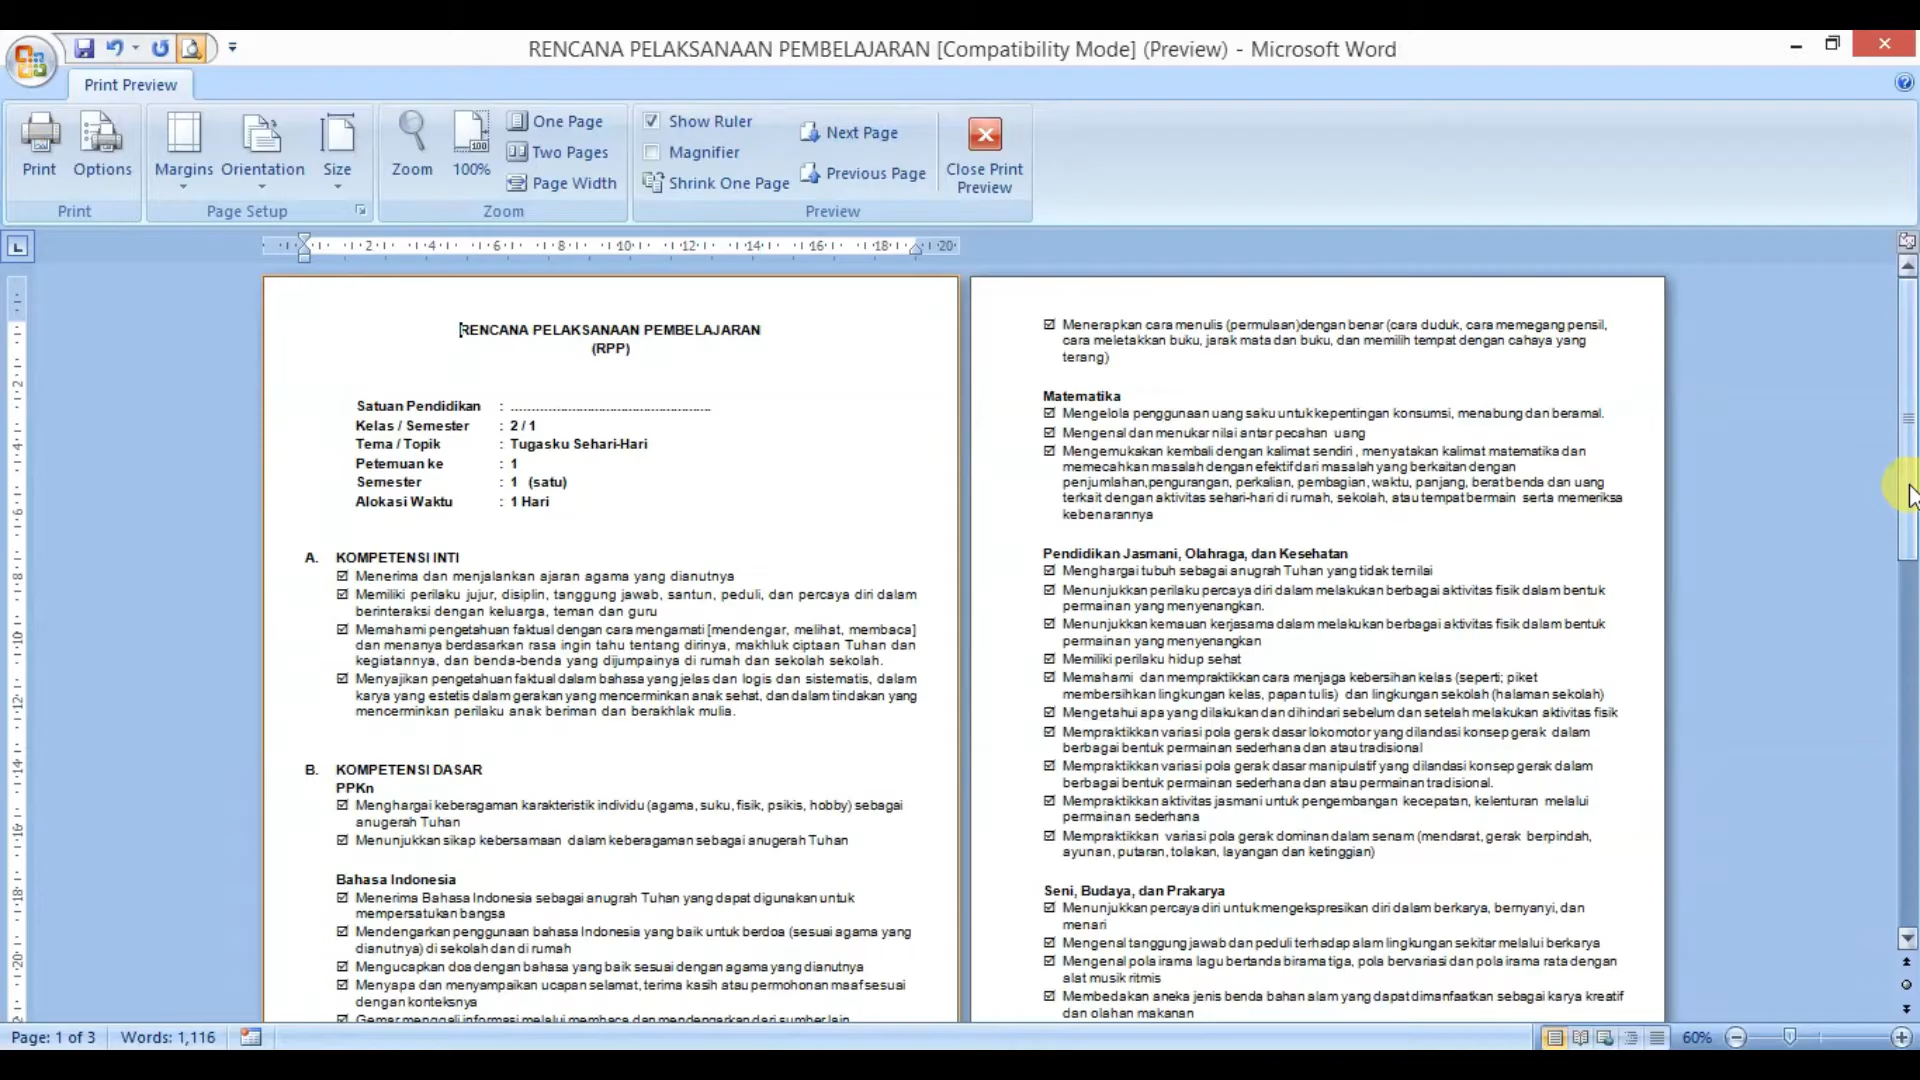 RENCANA PELAKSANAAN PEMBELAJARAN [Compatibility Mode] (Preview) - Microsoft Word
Print Preview
Print
Options
Margins
Orientation
Size
Zoom
100%
One Page
Two Pages
Page Width
Show Ruler
Magnifier
Shrink One Page
Next Page
Previous Page
Close Print
Preview
Print
Page Setup
Zoom
Preview
RENCANA PELAKSANAAN PEMBELAJARAN
(RPP)
Satuan Pendidikan : ..................................................
Kelas / Semester : 2 / 1
Tema / Topik : Tugasku Sehari-Hari
Petemuan ke : 1
Semester : 1 (satu)
Alokasi Waktu : 1 Hari
A. KOMPETENSI INTI
Menerima dan menjalankan ajaran agama yang dianutnya
Memiliki perilaku jujur, disiplin, tanggung jawab, santun, peduli, dan percaya diri dalam
berinteraksi dengan keluarga, teman dan guru
Memahami pengetahuan faktual dengan cara mengamati [mendengar, melihat, membaca]
dan menanya berdasarkan rasa ingin tahu tentang dirinya, makhluk ciptaan Tuhan dan
kegiatannya, dan benda-benda yang dijumpainya di rumah dan sekolah sekolah.
Menyajikan pengetahuan faktual dalam bahasa yang jelas dan logis dan sistematis, dalam
karya yang estetis dalam gerakan yang mencerminkan anak sehat, dan dalam tindakan yang
mencerminkan perilaku anak beriman dan berakhlak mulia.
B. KOMPETENSI DASAR
PPKn
Menghargai keberagaman karakteristik individu (agama, suku, fisik, psikis, hobby) sebagai
anugerah Tuhan
Menunjukkan sikap kebersamaan dalam keberagaman sebagai anugerah Tuhan
Bahasa Indonesia
Menerima Bahasa Indonesia sebagai anugrah Tuhan yang dapat digunakan untuk
mempersatukan bangsa
Mendengarkan penggunaan bahasa Indonesia yang baik untuk berdoa (sesuai agama yang
dianutnya) di sekolah dan di rumah
Mengucapkan doa dengan bahasa yang baik sesuai dengan agama yang dianutnya
Menyapa dan menyampaikan ucapan selamat, terima kasih atau permohonan maaf sesuai
dengan konteksnya
Gemar menggali informasi melalui membaca dan mendengarkan dari sumber lain
Menerapkan cara menulis (permulaan)dengan benar (cara duduk, cara memegang pensil,
cara meletakkan buku, jarak mata dan buku, dan memilih tempat dengan cahaya yang
terang)
Matematika
Mengelola penggunaan uang saku untuk kepentingan konsumsi, menabung dan beramal.
Mengenal dan menukar nilai antar pecahan uang
Mengemukakan kembali dengan kalimat sendiri , menyatakan kalimat matematika dan
memecahkan masalah dengan efektif dari masalah yang berkaitan dengan
penjumlahan,pengurangan, perkalian, pembagian, waktu, panjang, berat benda dan uang
terkait dengan aktivitas sehari-hari di rumah, sekolah, atau tempat bermain serta memeriksa
kebenarannya
Pendidikan Jasmani, Olahraga, dan Kesehatan
Menghargai tubuh sebagai anugrah Tuhan yang tidak ternilai
Menunjukkan perilaku percaya diri dalam melakukan berbagai aktivitas fisik dalam bentuk
permainan yang menyenangkan.
Menunjukkan kemauan kerjasama dalam melakukan berbagai aktivitas fisik dalam bentuk
permainan yang menyenangkan
Memiliki perilaku hidup sehat
Memahami dan mempraktikkan cara menjaga kebersihan kelas (seperti; piket
membersihkan lingkungan kelas, papan tulis) dan lingkungan sekolah (halaman sekolah)
Mengetahui apa yang dilakukan dan dihindari sebelum dan setelah melakukan aktivitas fisik
Mempraktikkan variasi pola gerak dasar lokomotor yang dilandasi konsep gerak dalam
berbagai bentuk permainan sederhana dan atau tradisional
Mempraktikkan variasi pola gerak dasar manipulatif yang dilandasi konsep gerak dalam
berbagai bentuk permainan sederhana dan atau permainan tradisional.
Mempraktikkan aktivitas jasmani untuk pengembangan kecepatan, kelenturan melalui
permainan sederhana
Mempraktikkan variasi pola gerak dominan dalam senam (mendarat, gerak berpindah,
ayunan, putaran, tolakan, layangan dan ketinggian)
Seni, Budaya, dan Prakarya
Menunjukkan percaya diri untuk mengekspresikan diri dalam berkarya, bernyanyi, dan
menari
Mengenal tanggung jawab dan peduli terhadap alam lingkungan sekitar melalui berkarya
Mengenal pola irama lagu bertanda birama tiga, pola bervariasi dan pola irama rata dengan
alat musik ritmis
Membedakan aneka jenis benda bahan alam yang dapat dimanfaatkan sebagai karya kreatif
dan olahan makanan
Page: 1 of 3
Words: 1,116
60%